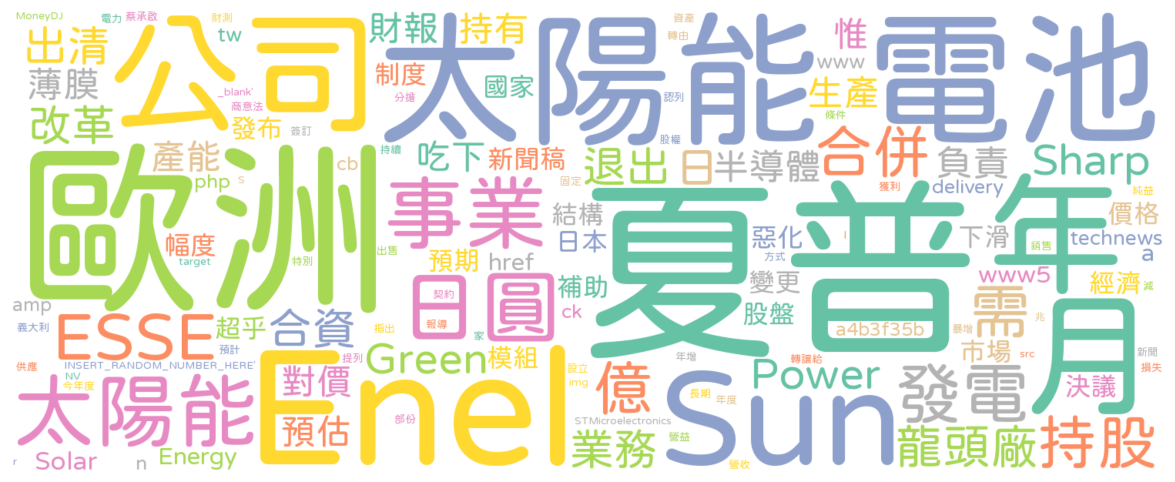 MoneyDJ
電力
蔡承啟
財測
tw
財報
持有
資產
轉由
惟
出清
公司
太陽能電池
薄膜
制度
國家
www
_blank'
商意法
分攤
認列
生產
條件
改革
發布
簽訂
股權
合併
產能
cb
持續
吃下
新聞稿
退出
日
半導體
負責
Sharp
php
s
歐洲
事業
固定
夏普
獲利
delivery
年
純益
結構
價格
幅度
日本
惡化
l
下滑
technews
target
特別
出售
預期
href
方式
銷售
a
amp
日圓
契約
補助
變更
www5
經濟
減
義大利
ESSE
超乎
合資
指出
報導
ck
股盤
a4b3f35b
需
暴增
兆
月
預計
家
供應
INSERT_RANDOM_NUMBER_HERE'
提列
Green
模組
年增
轉讓給
市場
src
新聞
損失
NV
今年度
太陽能
Enel
對價
設立
img
億
Sun
Power
長期
年度
發電
決議
預估
部份
STMicroelectronics
龍頭廠
持股
r
Solar
n
Energy
業務
營益
營收